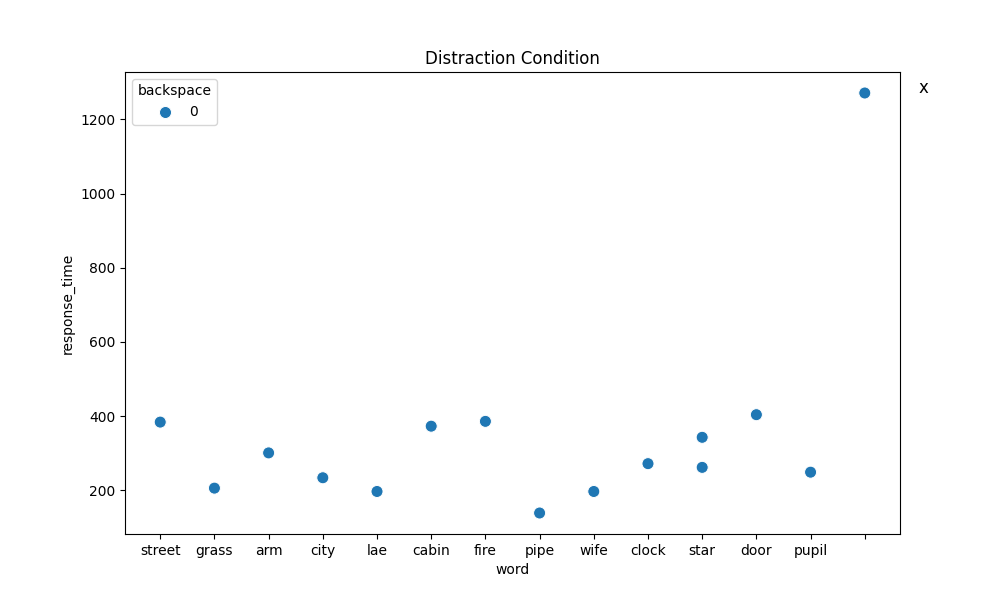 Distraction Condition
x
backspace
0
1200
1000
800
600
400
200
response_time
street grass arm city lae cabin fire pipe wife clock star door pupil
word